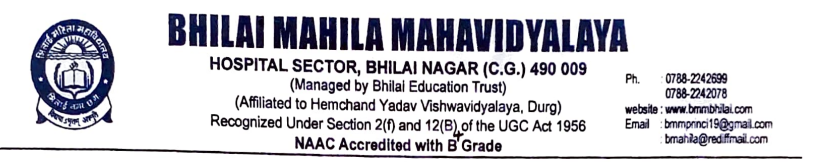 BHILAI MAHILA MAHAVIDYALAYA
HOSPITAL SECTOR, BHILAI NAGAR (C.G.) 490 009
(Managed by Bhilai Education Trust)
(Affiliated to Hemchand Yadav Vishwavidyalaya, Durg)
Recognized Under Section 2(f) and 12(B) of the UGC Act 1956
NAAC Accredited with B+ Grade
Ph. : 0788-2242699
0788-2242078
website : www.bmmbhilai.com
Email : bmmprinci19@gmail.com
: bmahila@rediffmail.com
भिलाई महिला महाविद्यालय
भिलाई नगर